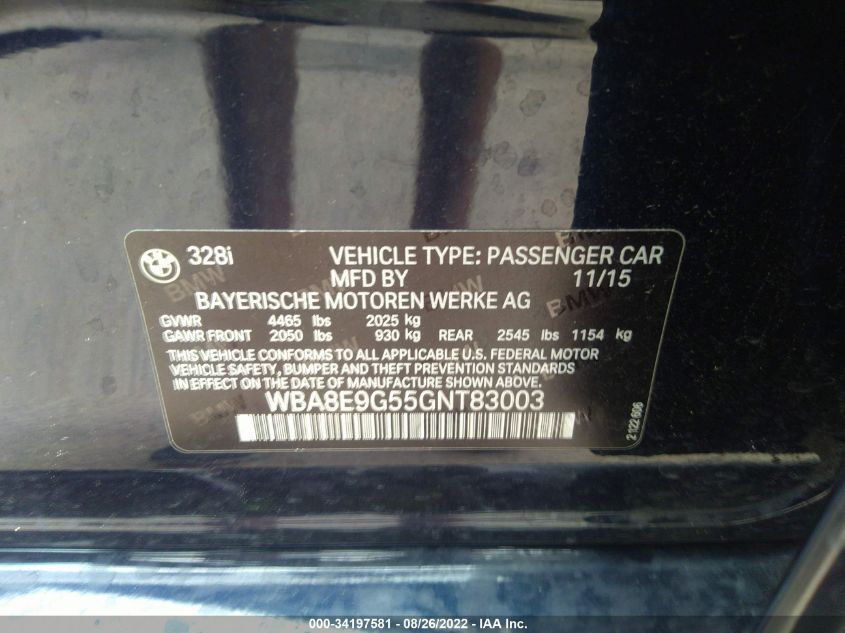 328i VEHICLE TYPE: PASSENGER CAR
MFD BY 11/15
BAYERISCHE MOTOREN WERKE AG
GVWR 4465 lbs 2025 kg
GAWR FRONT 2050 lbs 930 kg REAR 2545 lbs 1154 kg
THIS VEHICLE CONFORMS TO ALL APPLICABLE U.S. FEDERAL MOTOR
VEHICLE SAFETY, BUMPER AND THEFT PREVENTION STANDARDS
IN EFFECT ON THE DATE OF MANUFACTURE SHOWN ABOVE.
WBA8E9G55GNT83003
2 122 606
BMW
BMW
BMW
000-34197581 - 08/26/2022 - IAA Inc.